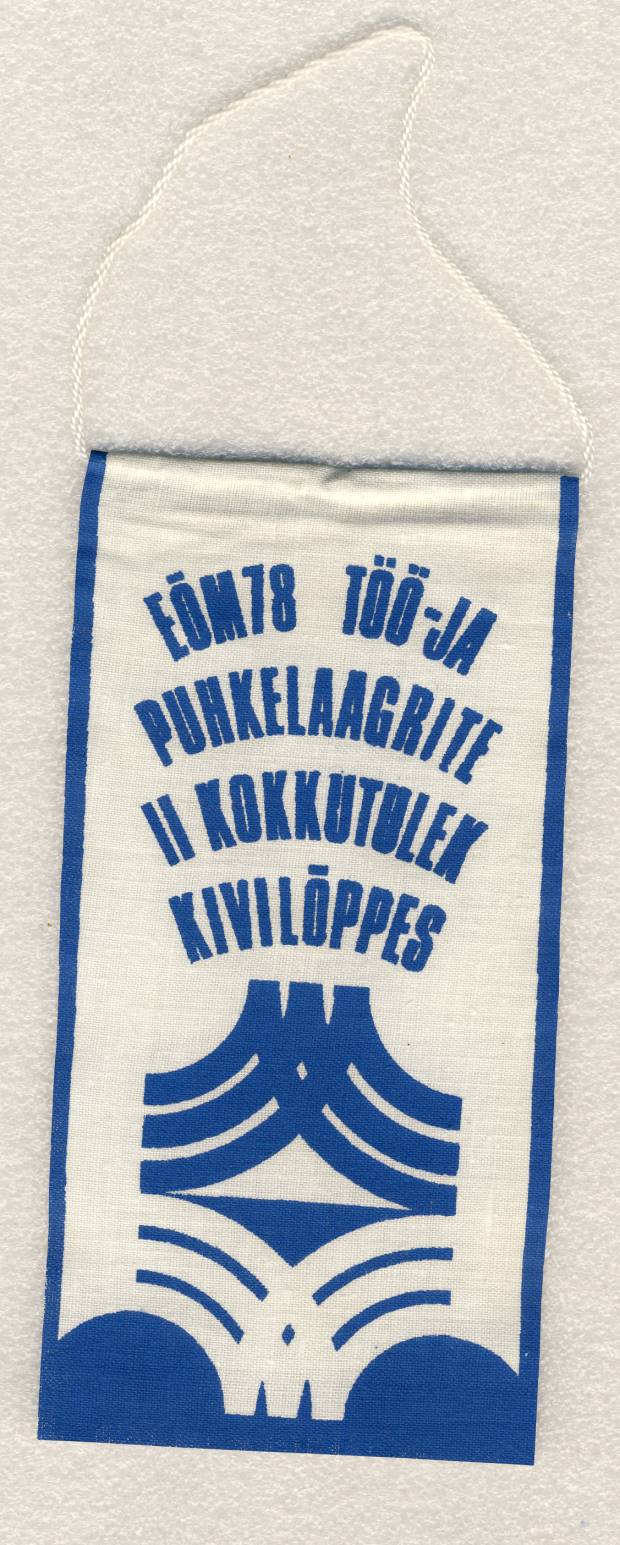 EÕM78 TÖÖ-JA
PUHKELAAGRITE
II KOKKUTULEK
KIVILÕPPES